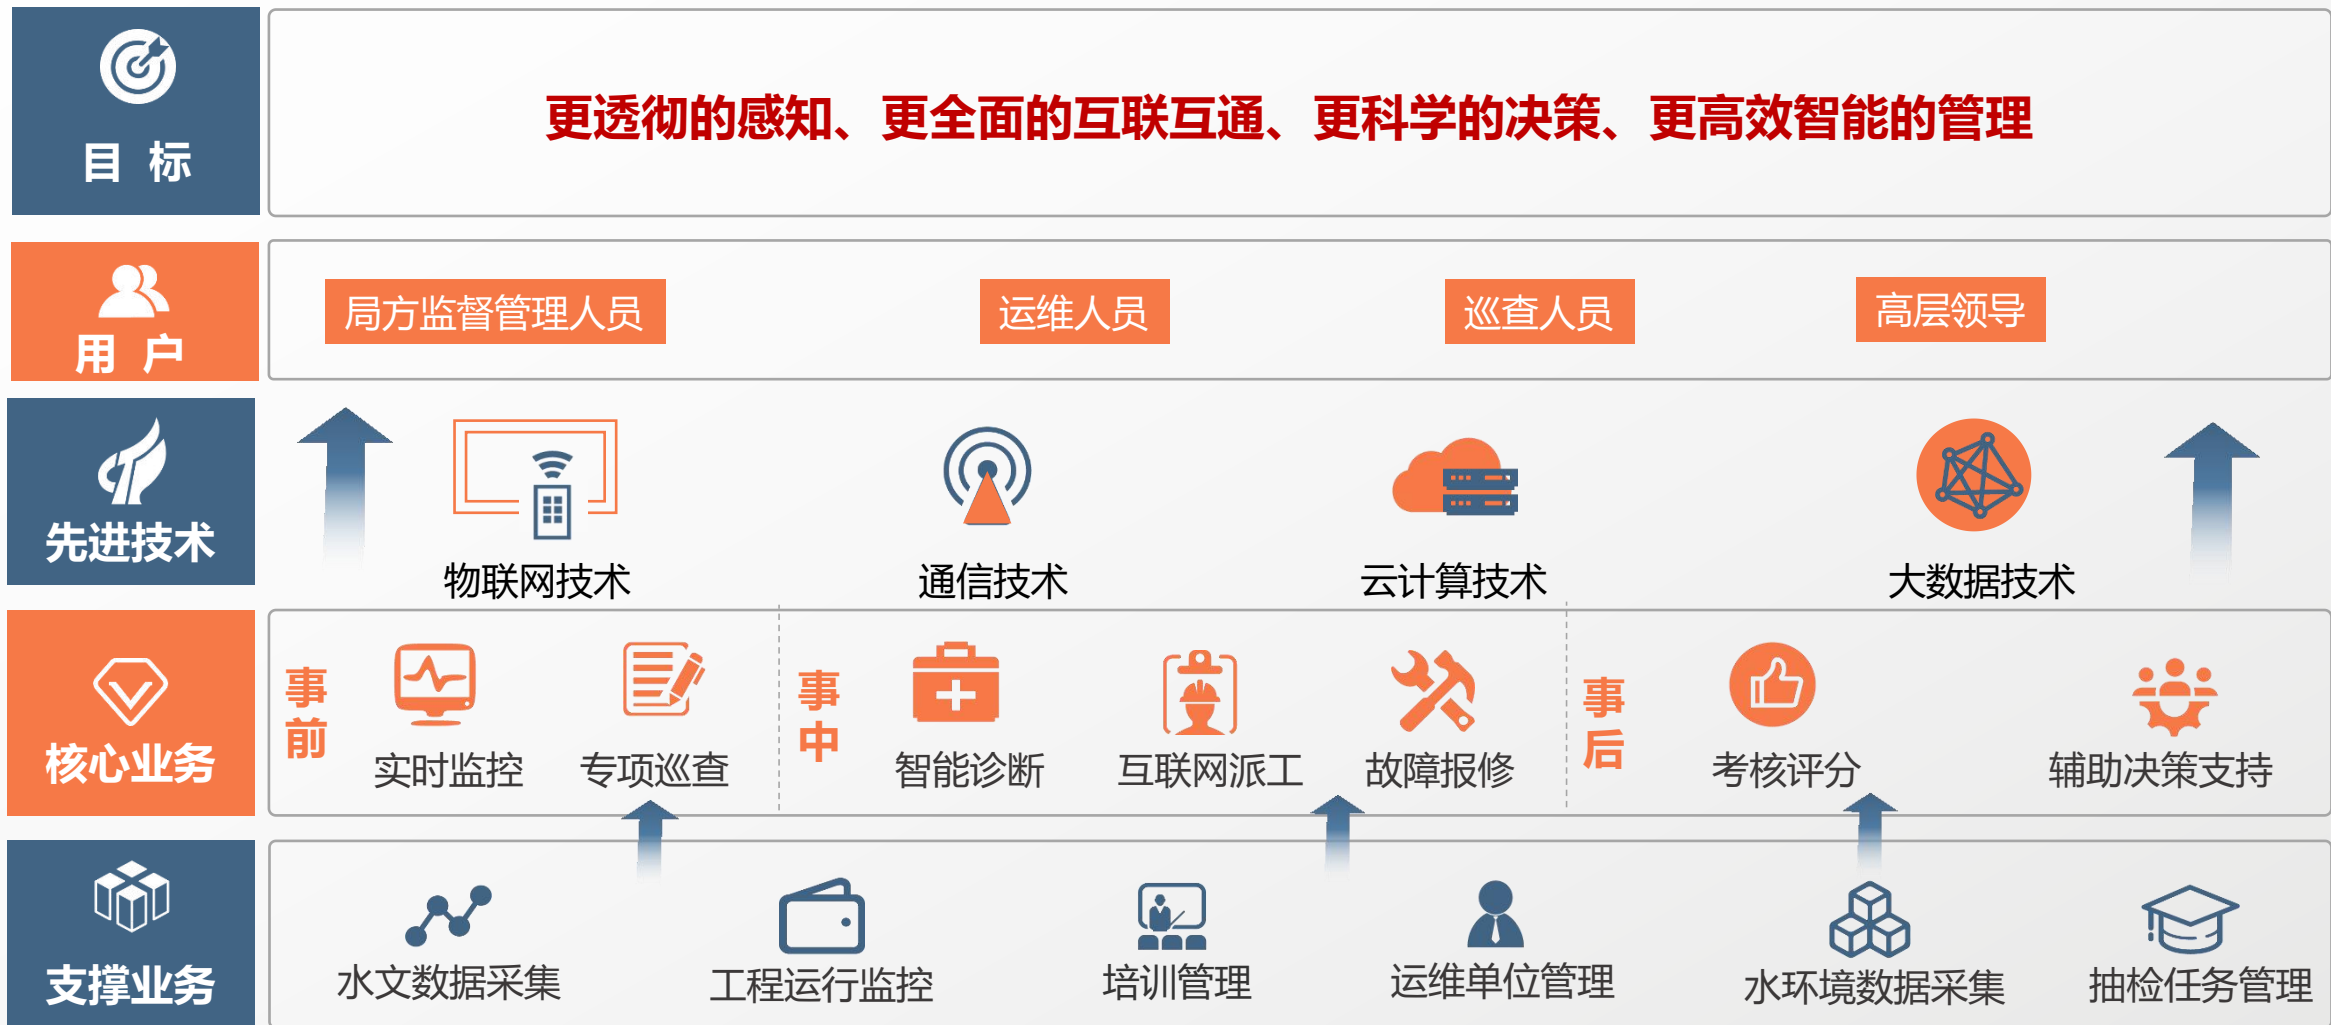 目 标
更透彻的感知、更全面的互联互通、更科学的决策、更高效智能的管理
用 户
局方监督管理人员
运维人员
巡查人员
高层领导
先进技术
物联网技术
通信技术
云计算技术
大数据技术
核心业务
事前
实时监控
专项巡查
事中
智能诊断
互联网派工
故障报修
事后
考核评分
辅助决策支持
支撑业务
水文数据采集
工程运行监控
培训管理
运维单位管理
水环境数据采集
抽检任务管理